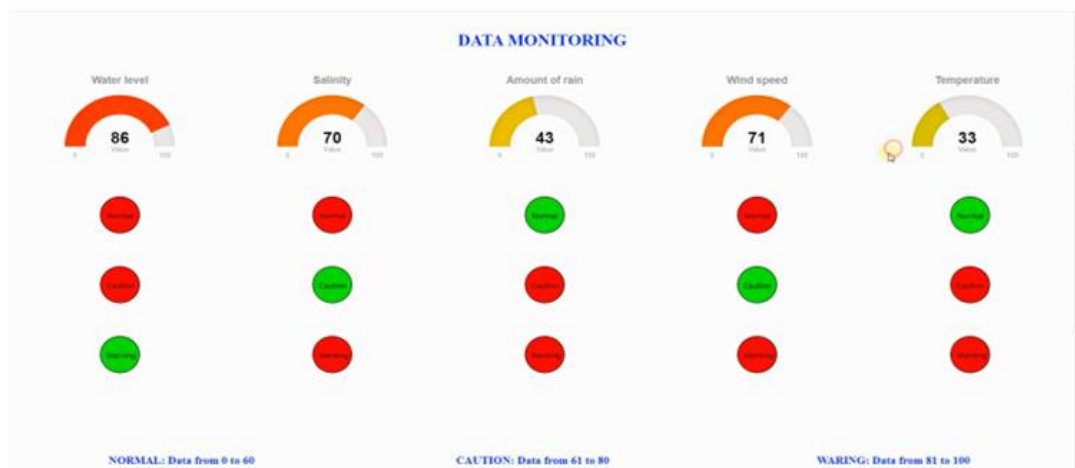 DATA MONITORING
Water level Salinity Amount of rain Wind speed Temperature
86 70 43 71 33
Value Value Value Value Value
0 100 0 100 0 100 0 100 0 100
Normal Normal Normal Normal Normal
Caution Caution Caution Caution Caution
Warning Warning Warning Warning Warning
NORMAL: Data from 0 to 60 CAUTION: Data from 61 to 80 WARING: Data from 81 to 100